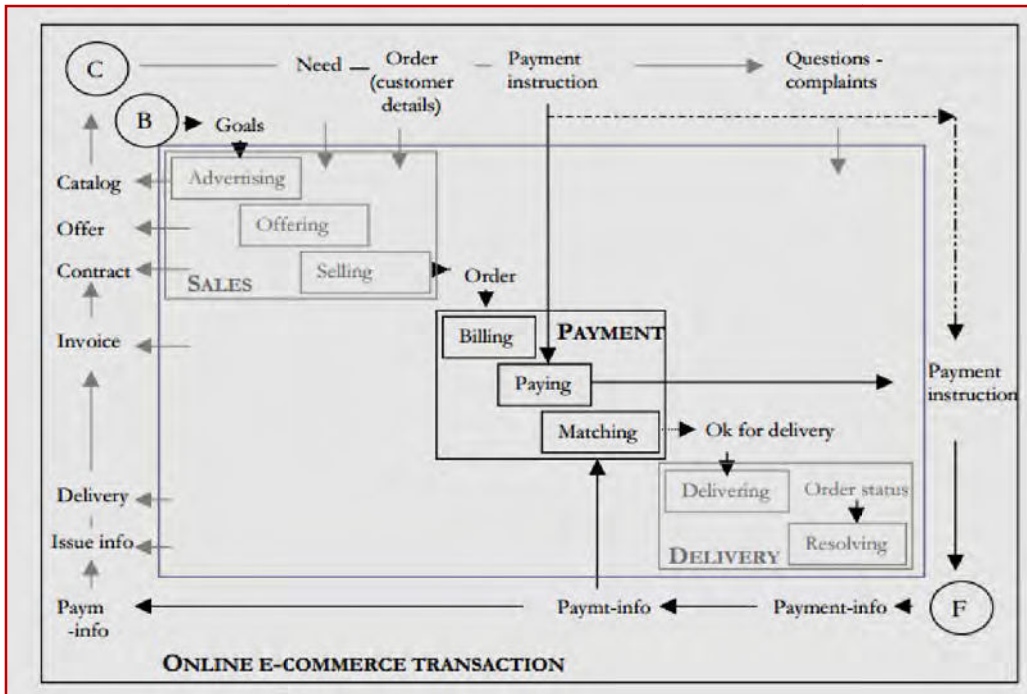 C
Need
Order
(customer
details)
Payment
instruction
Questions -
complaints
B
Goals
Catalog
Advertising
Offer
Offering
Contract
Selling
SALES
Order
Invoice
Billing
PAYMENT
Paying
Payment
instruction
Matching
Ok for delivery
Delivery
Delivering
Order status
Issue info
Resolving
DELIVERY
Paym
-info
Paymt-info
Payment-info
F
ONLINE E-COMMERCE TRANSACTION